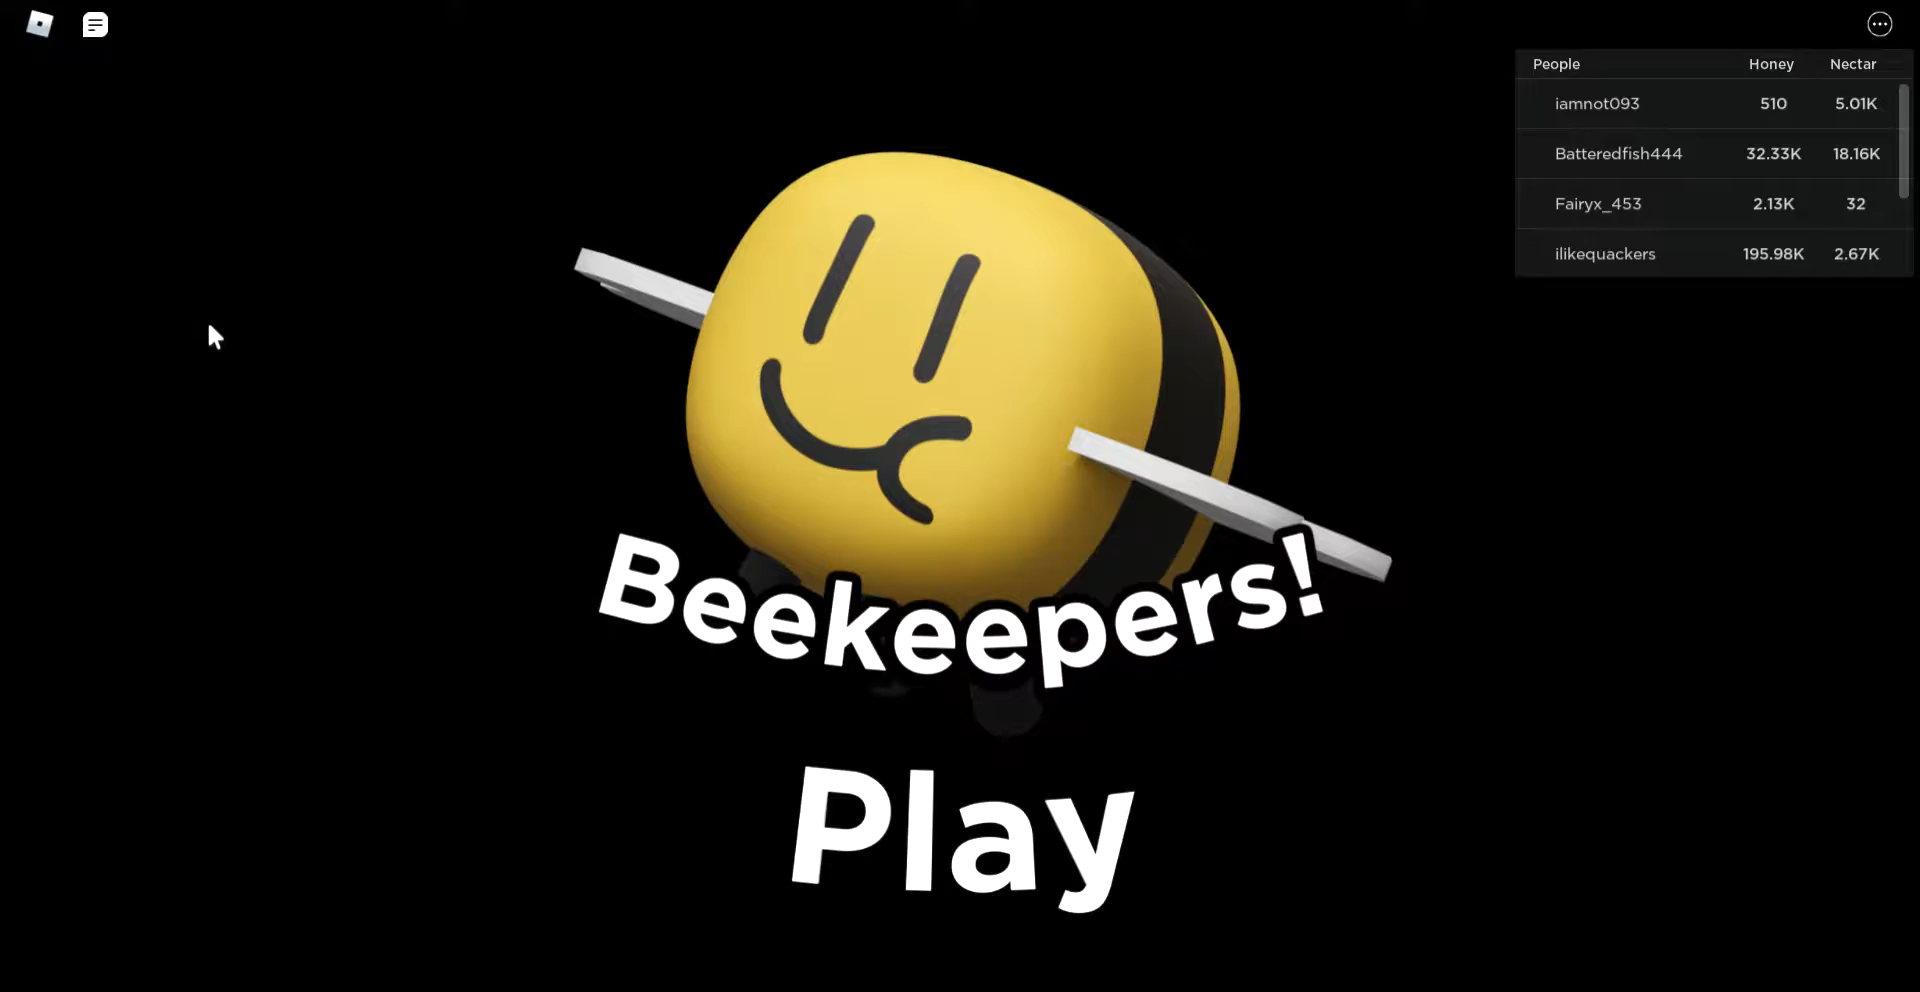 People Honey Nectar
iamnot093 510 5.01K
Batteredfish444 32.33K 18.16K
Fairyx_453 2.13K 32
ilikequackers 195.98K 2.67K
Beekeepers!
Play